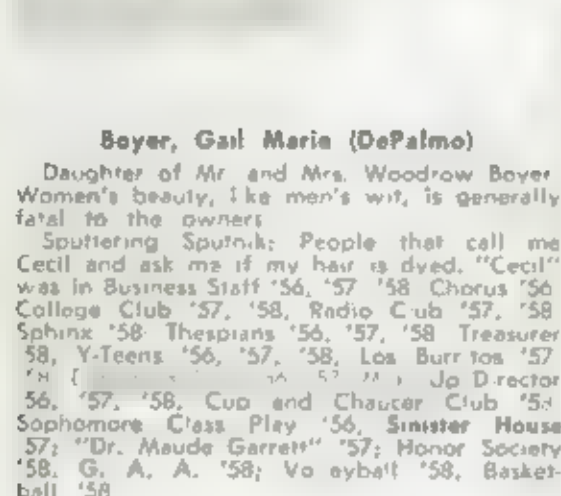 Boyer, Gail Marie (DePalmo)
Daughter of Mr and Mrs. Woodrow Boyer
Women's beauty, like men's wit, is generally
fatal to the owners
Sputtering Sputnik: People that call me
Cecil and ask me if my hair is dyed. "Cecil"
was in Business Staff '56, '57 '58 Chorus '56
College Club '57, '58, Radio Club '57, '58
Sphinx '58 Thespians '56, '57, '58 Treasurer
58, Y-Teens '56, '57, '58, Los Burritos '57
Director
56, '57, '58, Cup and Chaucer Club
Sophomore Class Play '56, Sinister House
57; "Dr. Maude Garrett" '57; Honor Society
'58, G. A. A. '58; Volleyball '58, Basket-
ball '58